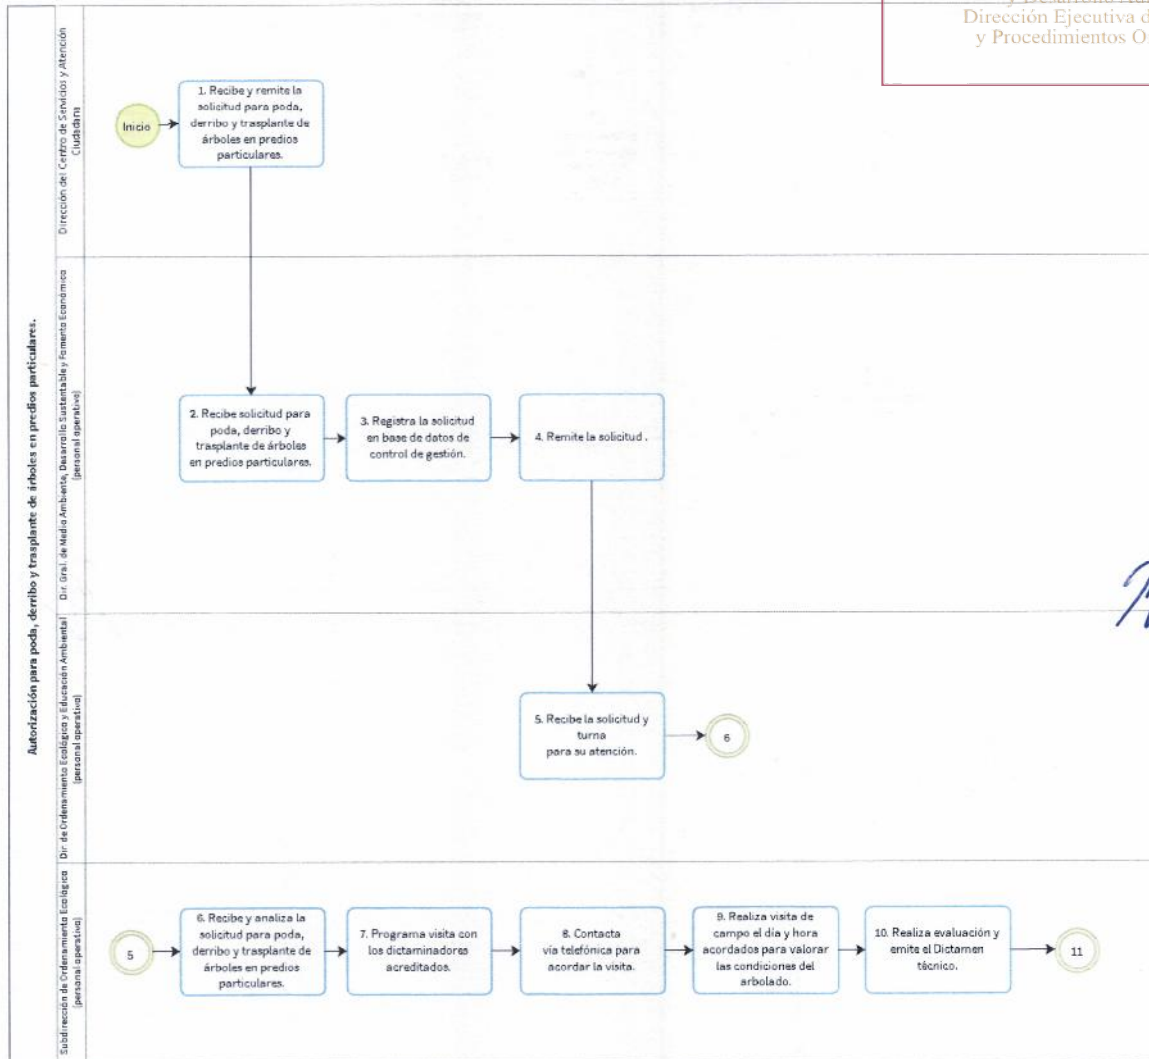 Dirección Ejecutiva d
y Procedimientos O
Autorización para poda, derribo y trasplante de árboles en predios particulares.
Dirección del Centro de Servicios y Atención
Ciudadana
Inicio
1. Recibe y remite la
solicitud para poda,
derribo y trasplante de
árboles en predios
particulares.
Dir. Gral. de Medio Ambiente, Desarrollo Sustentable y Fomento Económico
(personal operativo)
2. Recibe solicitud para
poda, derribo y
trasplante de árboles
en predios particulares.
3. Registra la solicitud
en base de datos de
control de gestión.
4. Remite la solicitud .
Dir. de Ordenamiento Ecológico y Educación Ambiental
(personal operativo)
5. Recibe la solicitud y
turna
para su atención.
6
Subdirección de Ordenamiento Ecológico
(personal operativo)
5
6. Recibe y analiza la
solicitud para poda,
derribo y trasplante de
árboles en predios
particulares.
7. Programa visita con
los dictaminadores
acreditados.
8. Contacta
vía telefónica para
acordar la visita.
9. Realiza visita de
campo el día y hora
acordados para valorar
las condiciones del
arbolado.
10. Realiza evaluación y
emite el Dictamen
técnico.
11